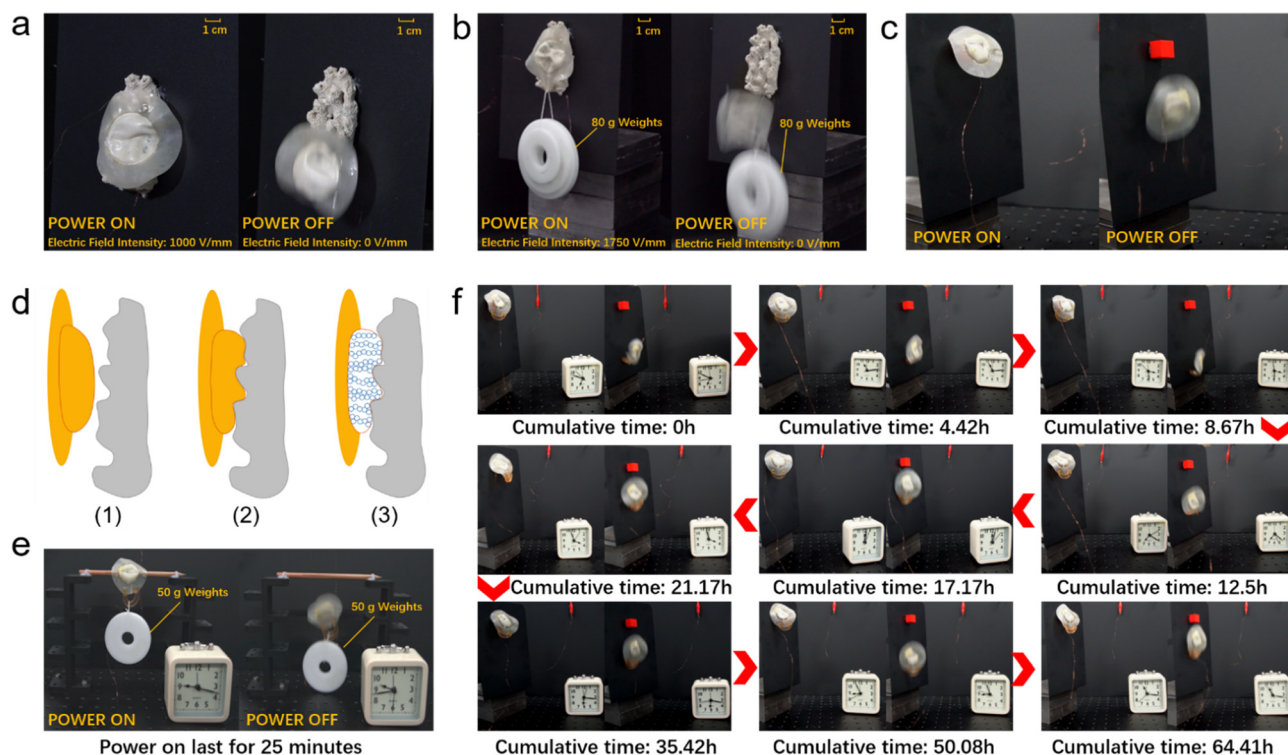 a
1 cm
1 cm
POWER ON
POWER OFF
Electric Field Intensity: 1000 V/mm
Electric Field Intensity: 0 V/mm
b
1 cm
1 cm
80 g Weights
80 g Weights
POWER ON
POWER OFF
Electric Field Intensity: 1750 V/mm
Electric Field Intensity: 0 V/mm
c
POWER ON
POWER OFF
d
(1)
(2)
(3)
e
50 g Weights
50 g Weights
POWER ON
POWER OFF
Power on last for 25 minutes
f
Cumulative time: 0h
Cumulative time: 4.42h
Cumulative time: 8.67h
Cumulative time: 21.17h
Cumulative time: 17.17h
Cumulative time: 12.5h
Cumulative time: 35.42h
Cumulative time: 50.08h
Cumulative time: 64.41h